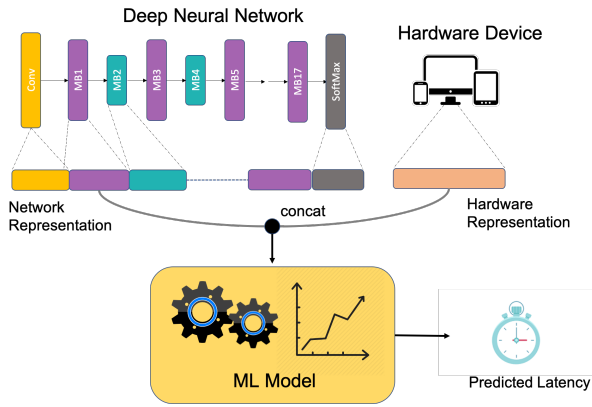 Deep Neural Network
Hardware Device
Conv
MB1
MB2
MB3
MB4
MB5
MB17
SoftMax
Network
Representation
concat
Hardware
Representation
ML Model
Predicted Latency